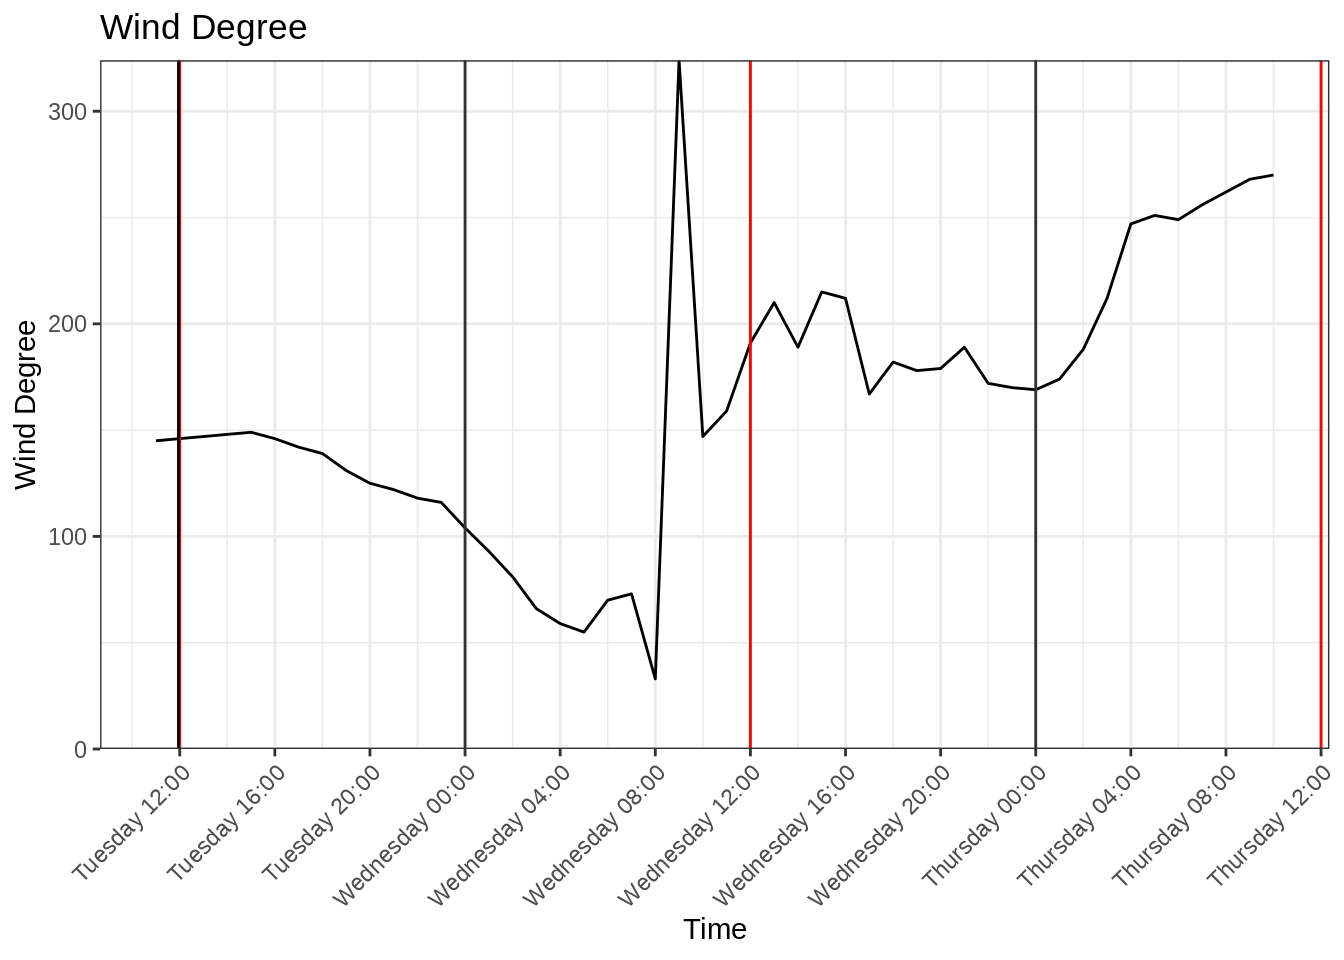 Wind Degree
Wind Degree
300
200
100
0
Tuesday 12:00
Tuesday 16:00
Tuesday 20:00
Wednesday 00:00
Wednesday 04:00
Wednesday 08:00
Wednesday 12:00
Wednesday 16:00
Wednesday 20:00
Thursday 00:00
Thursday 04:00
Thursday 08:00
Thursday 12:00
Time